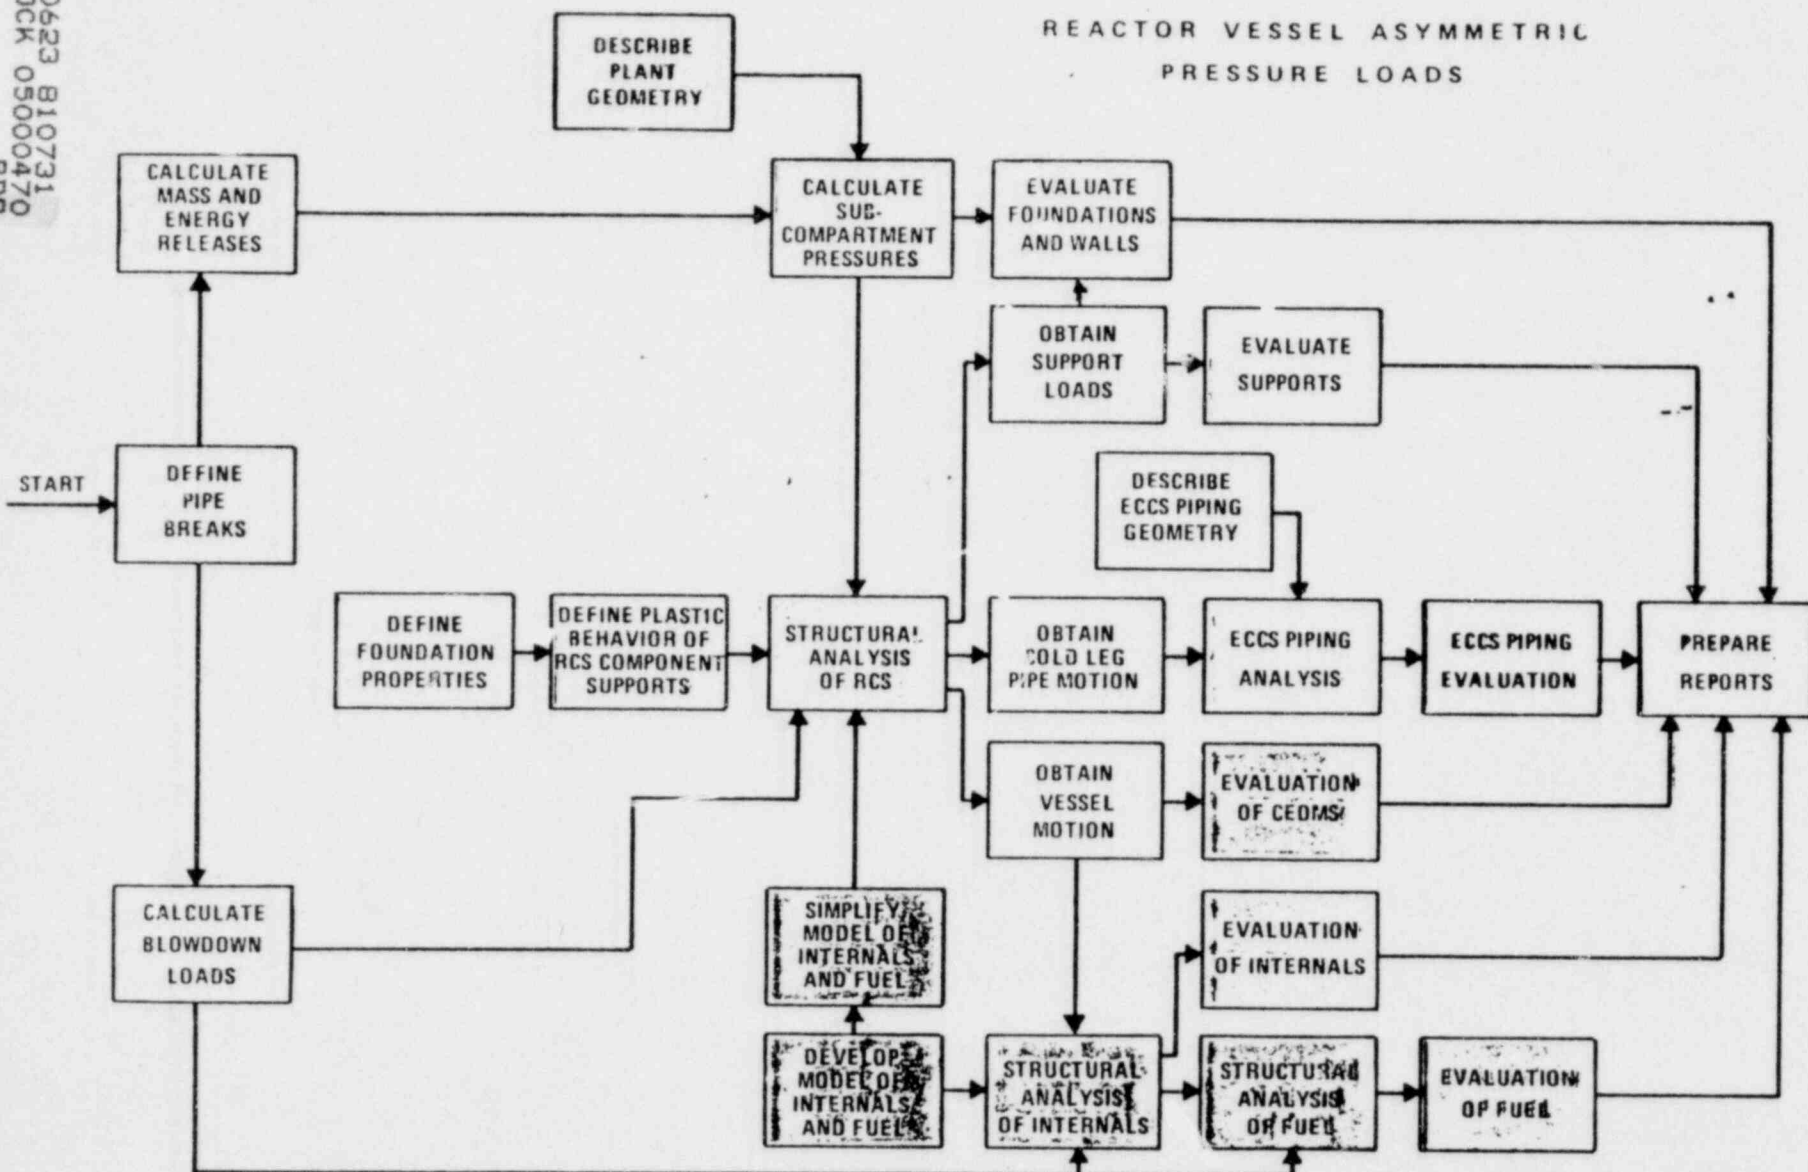 REACTOR VESSEL ASYMMETRIC
PRESSURE LOADS
06223 810731
OCK 05000470
PDR
DESCRIBE
PLANT
GEOMETRY
CALCULATE
MASS AND
ENERGY
RELEASES
CALCULATE
SUB-
COMPARTMENT
PRESSURES
EVALUATE
FOUNDATIONS
AND WALLS
OBTAIN
SUPPORT
LOADS
EVALUATE
SUPPORTS
START
DEFINE
PIPE
BREAKS
DESCRIBE
ECCS PIPING
GEOMETRY
DEFINE
FOUNDATION
PROPERTIES
DEFINE PLASTIC
BEHAVIOR OF
RCS COMPONENT
SUPPORTS
STRUCTURAL
ANALYSIS
OF RCS
OBTAIN
COLD LEG
PIPE MOTION
ECCS PIPING
ANALYSIS
ECCS PIPING
EVALUATION
PREPARE
REPORTS
OBTAIN
VESSEL
MOTION
EVALUATION
OF CEDMS
CALCULATE
BLOWDOWN
LOADS
SIMPLIFY
MODEL OF
INTERNALS
AND FUEL
EVALUATION
OF INTERNALS
DEVELOP
MODEL OF
INTERNALS
AND FUEL
STRUCTURAL
ANALYSIS
OF INTERNALS
STRUCTURAL
ANALYSIS
OF FUEL
EVALUATION
OF FUEL